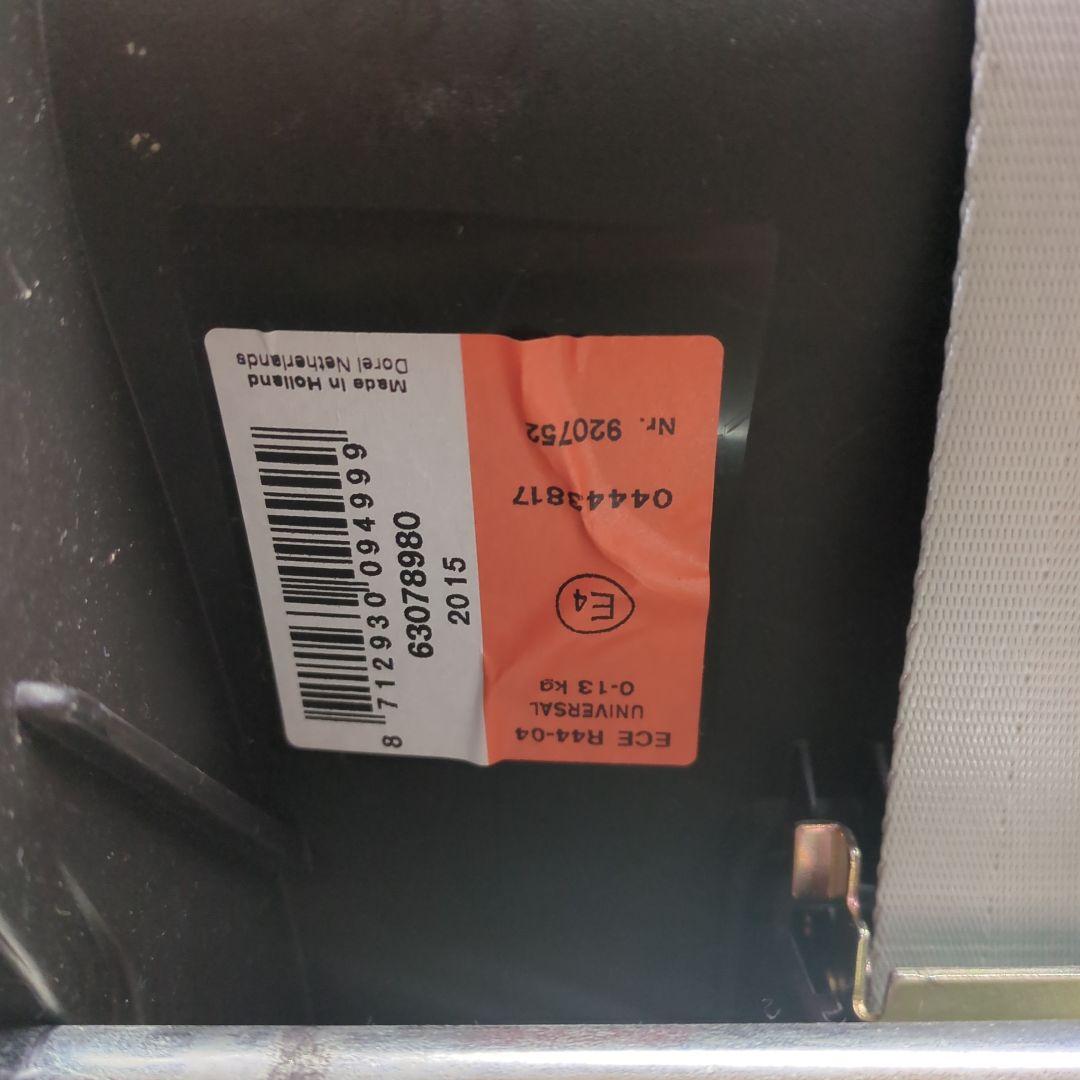 ECE R44-04
UNIVERSAL
0-13 kg
E4
04443817
Nr. 920752
Made in Holland
Dorel Netherlands
8 712930 094999
63078980
2015